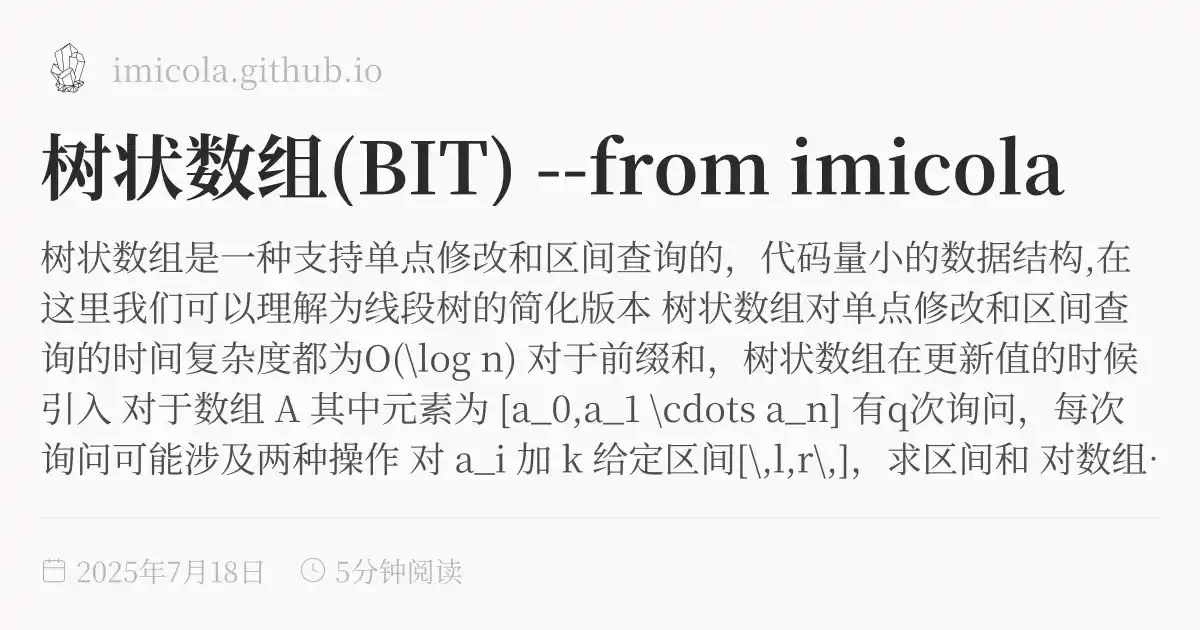 imicola.github.io
树状数组(BIT) --from imicola
树状数组是一种支持单点修改和区间查询的，代码量小的数据结构,在
这里我们可以理解为线段树的简化版本 树状数组对单点修改和区间查
询的时间复杂度都为O(\log n) 对于前缀和，树状数组在更新值的时候
引入 对于数组 A 其中元素为 [a_0,a_1 \cdots a_n] 有q次询问，每次
询问可能涉及两种操作 对 a_i 加 k 给定区间[\,l,r\,]，求区间和 对数组·
2025年7月18日 5分钟阅读